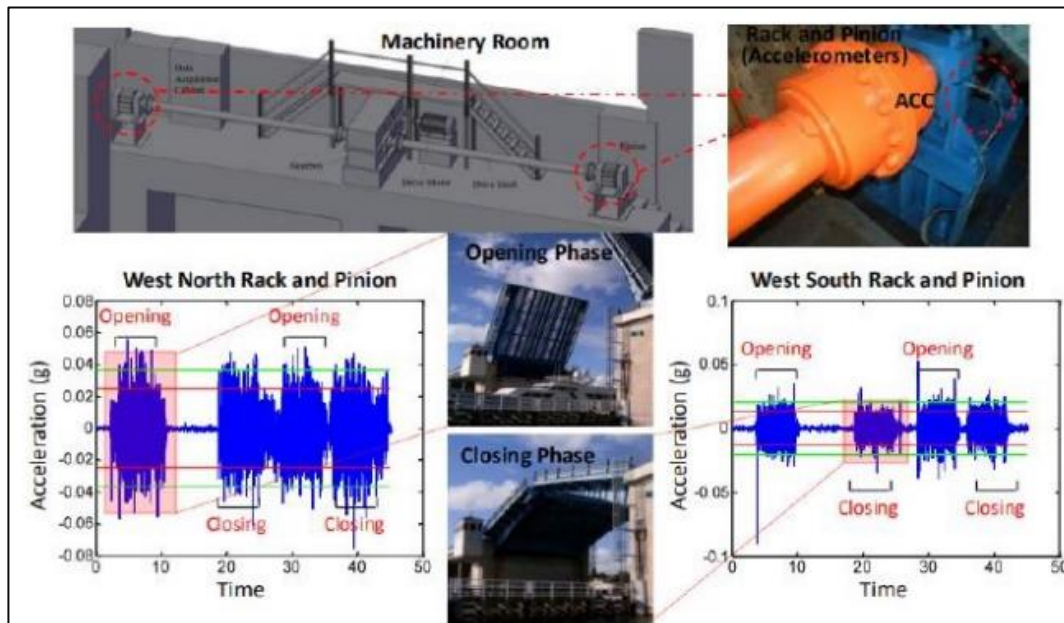 Machinery Room
Rack and Pinion
(Accelerometers)
ACC
Gearbox
Drive Motor
Drive Shaft
Opening Phase
Closing Phase
West North Rack and Pinion
0.08
0.06
0.04
0.02
0
-0.02
-0.04
-0.06
-0.08
Acceleration (g)
Opening
Opening
Closing
Closing
0
10
20
30
40
50
Time
West South Rack and Pinion
0.1
0.05
0
-0.05
-0.1
Acceleration (g)
Opening
Opening
Closing
Closing
0
10
20
30
40
50
Time